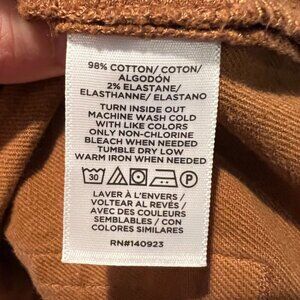 98% COTTON/ COTON/
ALGODÓN
2% ELASTANE/
ELASTHANNE/ ELASTANO
TURN INSIDE OUT
MACHINE WASH COLD
WITH LIKE COLORS
ONLY NON-CHLORINE
BLEACH WHEN NEEDED
TUMBLE DRY LOW
WARM IRON WHEN NEEDED
30 P
LAVER À L'ENVERS /
VOLTEAR AL REVÉS /
AVEC DES COULEURS
SEMBLABLES / CON
COLORES SIMILARES
RN#140923